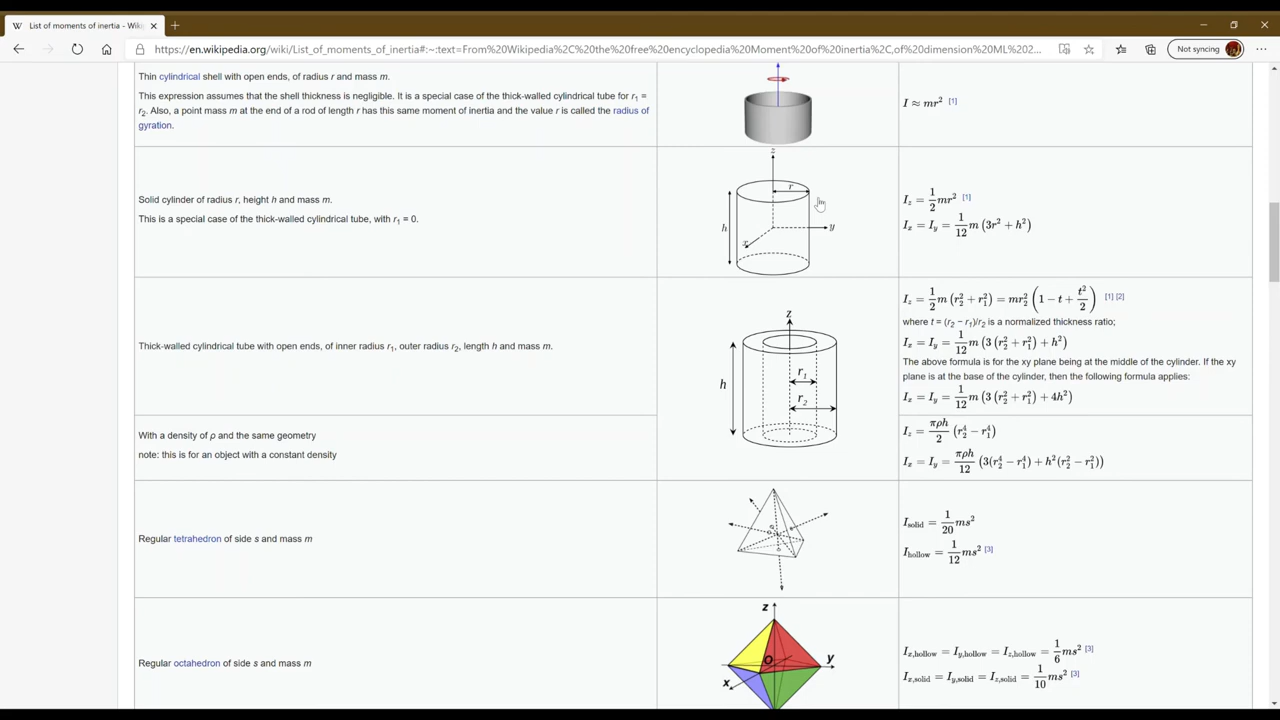 List of moments of inertia - Wiki
https://en.wikipedia.org/wiki/List_of_moments_of_inertia#:~:text=From%20Wikipedia%2C%20the%20free%20encyclopedia%20Moment%20of%20inertia%2C,of%20dimension%20ML%202...
Not syncing
Thin cylindrical shell with open ends, of radius r and mass m.
This expression assumes that the shell thickness is negligible. It is a special case of the thick-walled cylindrical tube for r₁ =
r₂. Also, a point mass m at the end of a rod of length r has this same moment of inertia and the value r is called the radius of
gyration.
I ≈ mr² [1]
Solid cylinder of radius r, height h and mass m.
This is a special case of the thick-walled cylindrical tube, with r₁ = 0.
z
r
h
y
x
I_z = 1/2 mr² [1]
I_x = I_y = 1/12 m (3r² + h²)
Thick-walled cylindrical tube with open ends, of inner radius r₁, outer radius r₂, length h and mass m.
z
h
r₁
r₂
I_z = 1/2 m (r₂² + r₁²) = mr₂² (1 − t + t²/2) [1] [2]
where t = (r₂ − r₁)/r₂ is a normalized thickness ratio;
I_x = I_y = 1/12 m (3 (r₂² + r₁²) + h²)
The above formula is for the xy plane being at the middle of the cylinder. If the xy
plane is at the base of the cylinder, then the following formula applies:
I_x = I_y = 1/12 m (3 (r₂² + r₁²) + 4h²)
With a density of ρ and the same geometry
note: this is for an object with a constant density
I_z = πρh/2 (r₂⁴ − r₁⁴)
I_x = I_y = πρh/12 (3(r₂⁴ − r₁⁴) + h²(r₂² − r₁²))
Regular tetrahedron of side s and mass m
I_solid = 1/20 ms²
I_hollow = 1/12 ms² [3]
Regular octahedron of side s and mass m
z
O
y
x
I_x,hollow = I_y,hollow = I_z,hollow = 1/6 ms² [3]
I_x,solid = I_y,solid = I_z,solid = 1/10 ms² [3]